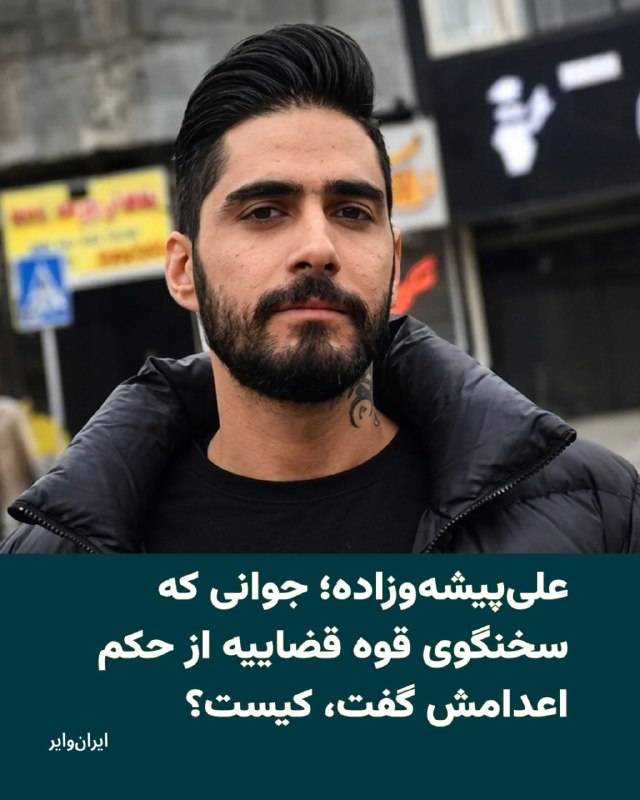 علی‌پیشه‌وزاده؛ جوانی که
سخنگوی قوه قضاییه از حکم
اعدامش گفت، کیست؟
ایران‌وایر